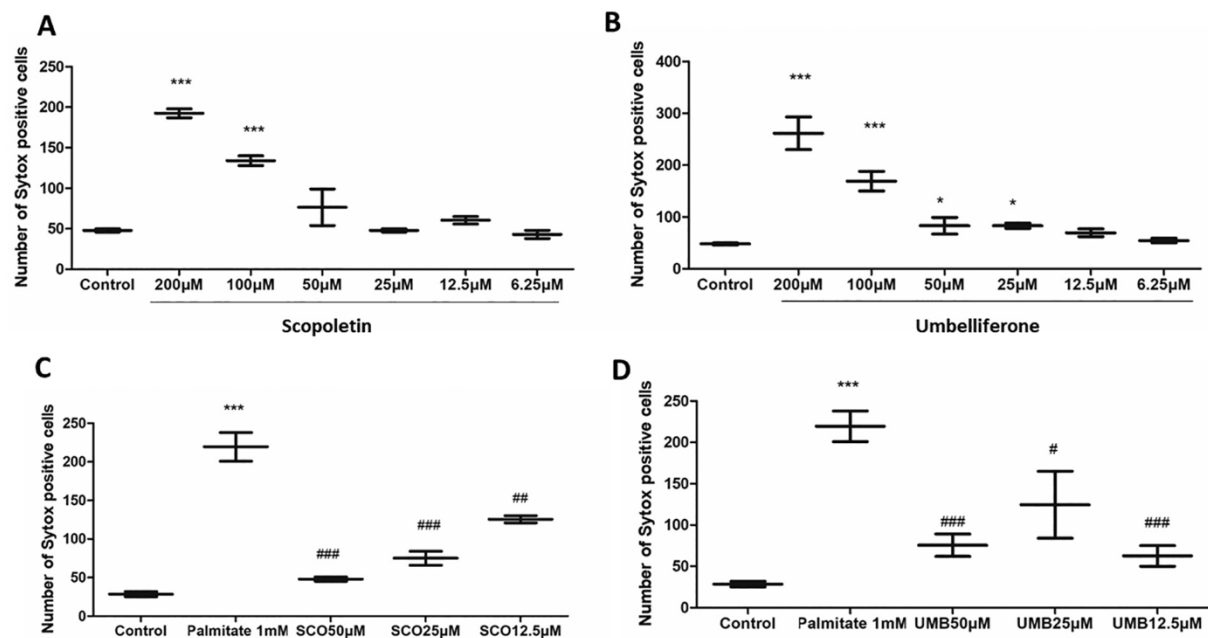 A
Number of Sytox positive cells
250
200
150
100
50
0
***
***
Control 200µM 100µM 50µM 25µM 12.5µM 6.25µM
Scopoletin
B
Number of Sytox positive cells
400
300
200
100
0
***
***
*
*
Control 200µM 100µM 50µM 25µM 12.5µM 6.25µM
Umbelliferone
C
Number of Sytox positive cells
250
200
150
100
50
0
***
###
###
##
Control Palmitate 1mM SCO50µM SCO25µM SCO12.5µM
D
Number of Sytox positive cells
250
200
150
100
50
0
***
###
#
###
Control Palmitate 1mM UMB50µM UMB25µM UMB12.5µM